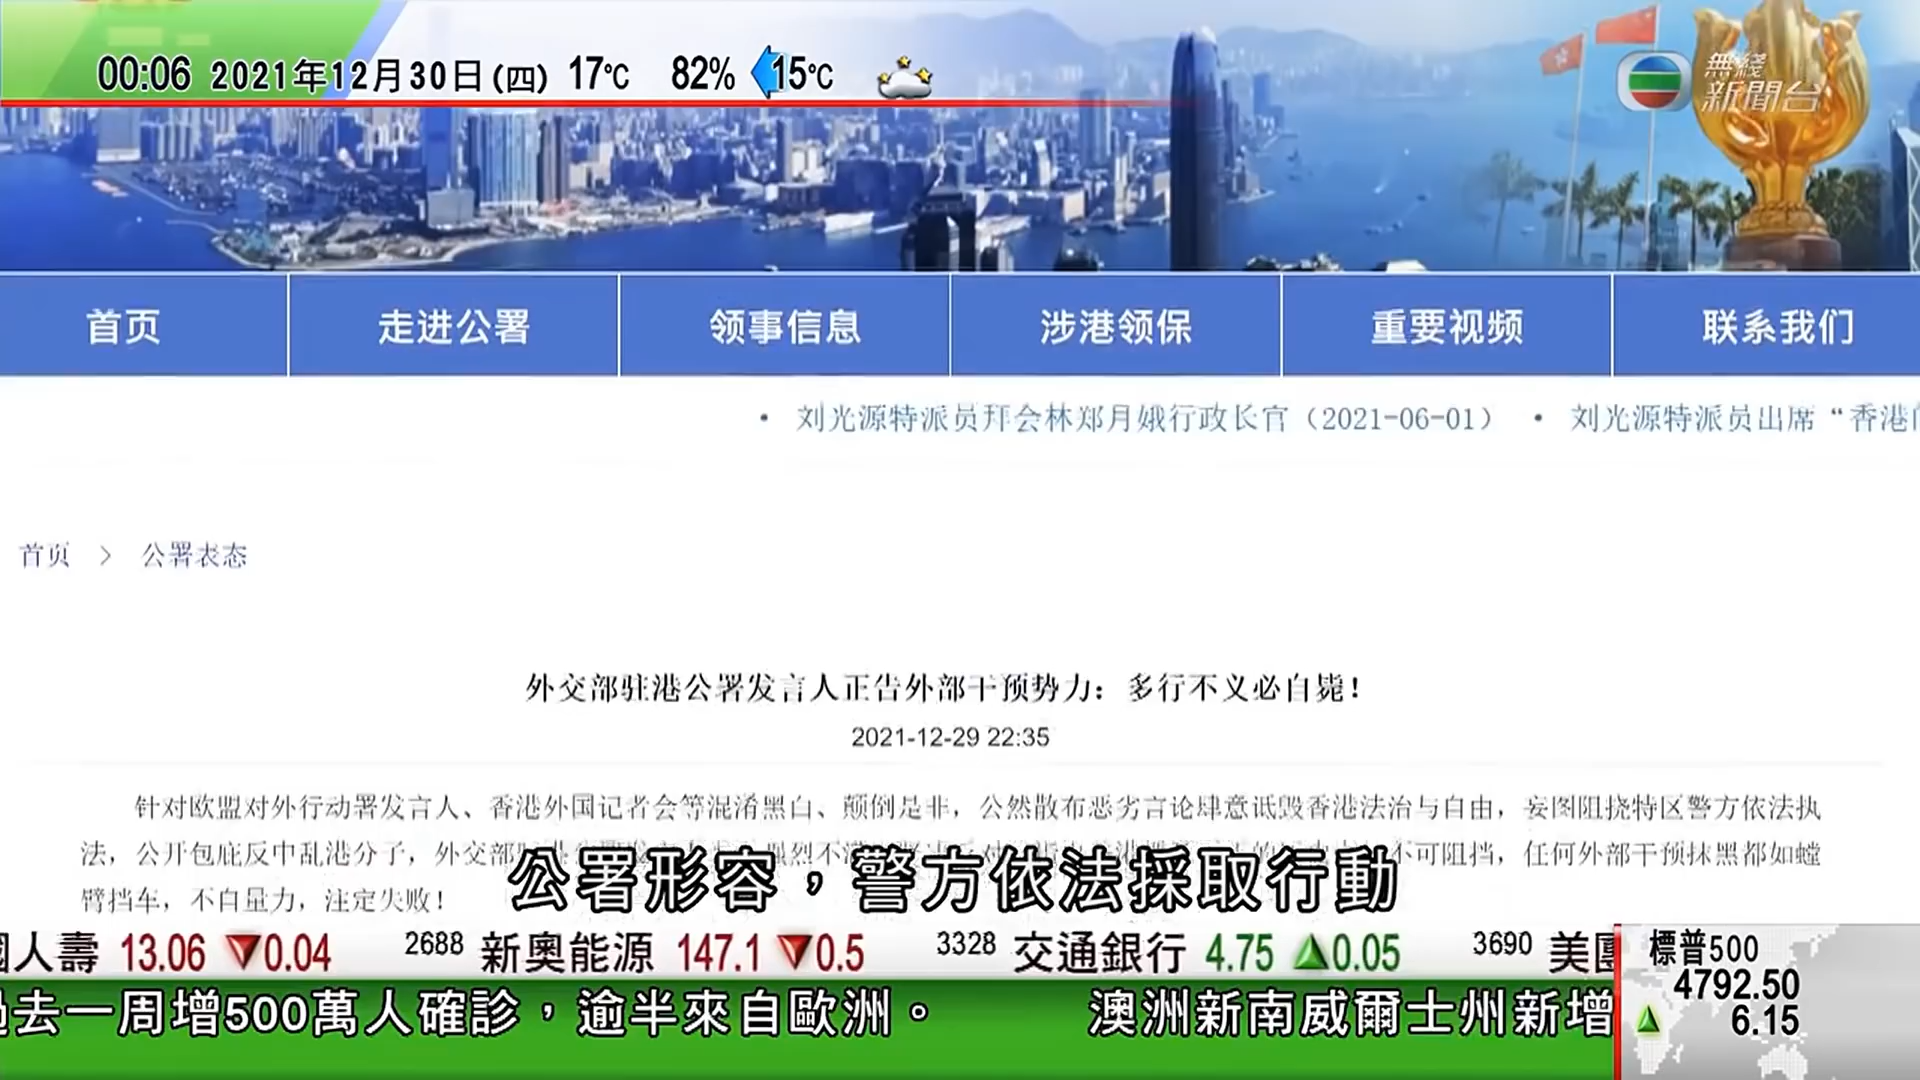 00:06 2021年12月30日(四) 17℃ 82% 15℃
無綫
新聞台
首页 走进公署 领事信息 涉港领保 重要视频 联系我们
· 刘光源特派员拜会林郑月娥行政长官（2021-06-01） · 刘光源特派员出席“香港
首页 > 公署表态
外交部驻港公署发言人正告外部干预势力：多行不义必自毙！
2021-12-29 22:35
针对欧盟对外行动署发言人、香港外国记者会等混淆黑白、颠倒是非，公然散布恶劣言论肆意诋毁香港法治与自由，妄图阻挠特区警方依法执
法，公开包庇反中乱港分子，外交部 强烈不 不可阻挡，任何外部干预抹黑都如螳
臂挡车，不自量力，注定失败！
公署形容，警方依法採取行動
國人壽 13.06 ▼0.04 2688 新奧能源 147.1 ▼0.5 3328 交通銀行 4.75 ▲0.05 3690 美團
過去一周增500萬人確診，逾半來自歐洲。 澳洲新南威爾士州新增
標普500
4792.50
▲ 6.15